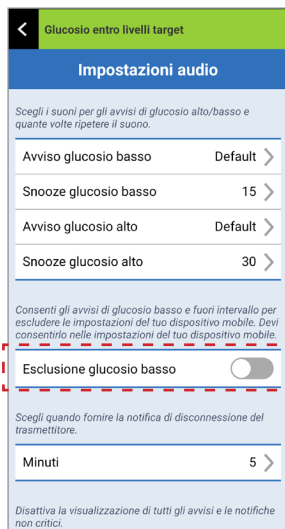 Glucosio entro livelli target
Impostazioni audio
Scegli i suoni per gli avvisi di glucosio alto/basso e
quante volte ripetere il suono.
Avviso glucosio basso Default
Snooze glucosio basso 15
Avviso glucosio alto Default
Snooze glucosio alto 30
Consenti gli avvisi di glucosio basso e fuori intervallo per
escludere le impostazioni del tuo dispositivo mobile. Devi
consentirlo nelle impostazioni del tuo dispositivo mobile.
Esclusione glucosio basso
Scegli quando fornire la notifica di disconnessione del
trasmettitore.
Minuti 5
Disattiva la visualizzazione di tutti gli avvisi e le notifiche
non critici.